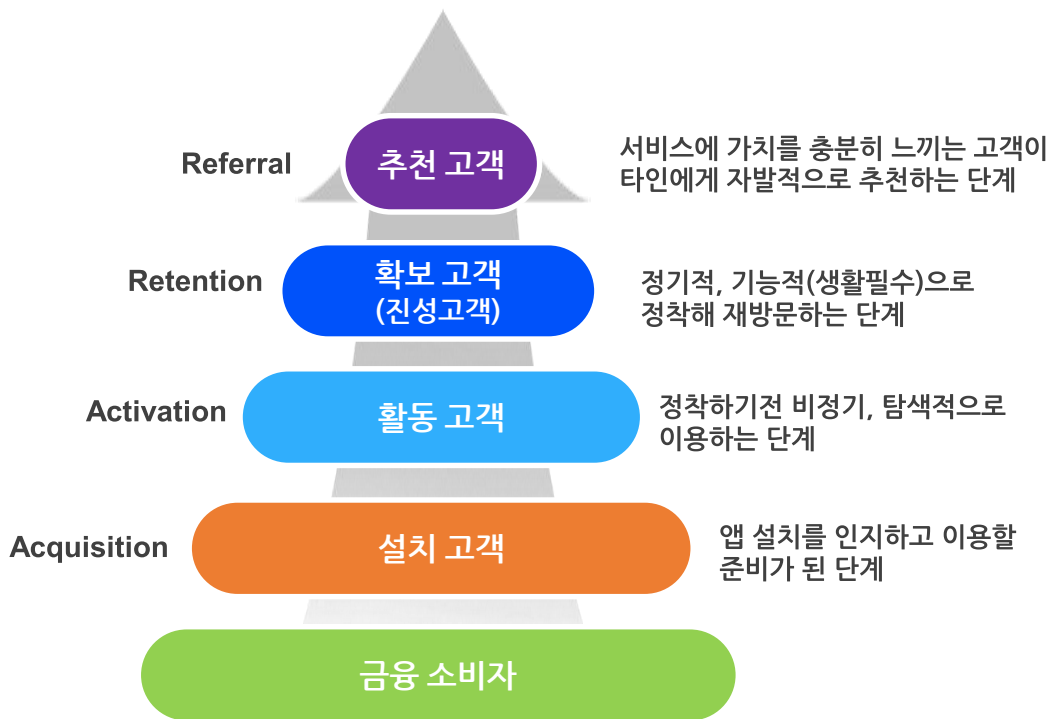 Referral
추천 고객
서비스에 가치를 충분히 느끼는 고객이
타인에게 자발적으로 추천하는 단계
Retention
확보 고객
(진성고객)
정기적, 기능적(생활필수)으로
정착해 재방문하는 단계
Activation
활동 고객
정착하기전 비정기, 탐색적으로
이용하는 단계
Acquisition
설치 고객
앱 설치를 인지하고 이용할
준비가 된 단계
금융 소비자